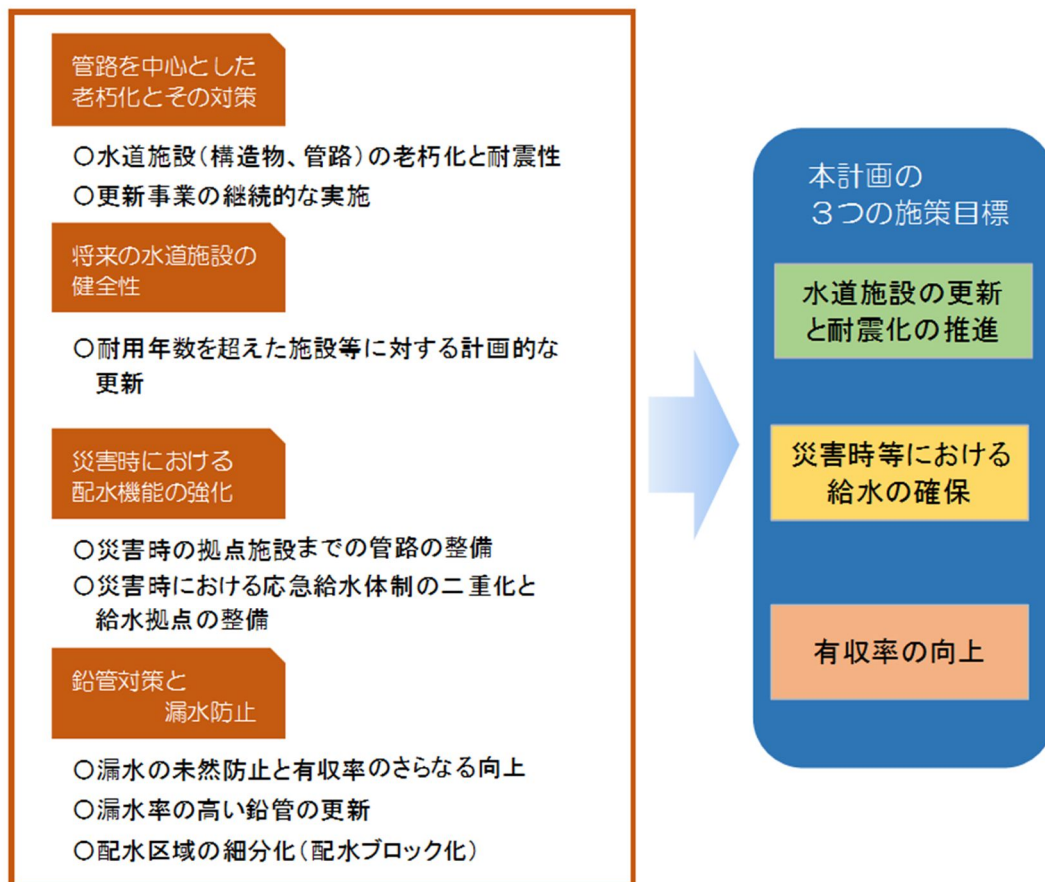 管路を中心とした
老朽化とその対策
○水道施設（構造物、管路）の老朽化と耐震性
○更新事業の継続的な実施
将来の水道施設の
健全性
○耐用年数を超えた施設等に対する計画的な
更新
災害時における
配水機能の強化
○災害時の拠点施設までの管路の整備
○災害時における応急給水体制の二重化と
給水拠点の整備
鉛管対策と
漏水防止
○漏水の未然防止と有収率のさらなる向上
○漏水率の高い鉛管の更新
○配水区域の細分化（配水ブロック化）
本計画の
３つの施策目標
水道施設の更新
と耐震化の推進
災害時等における
給水の確保
有収率の向上